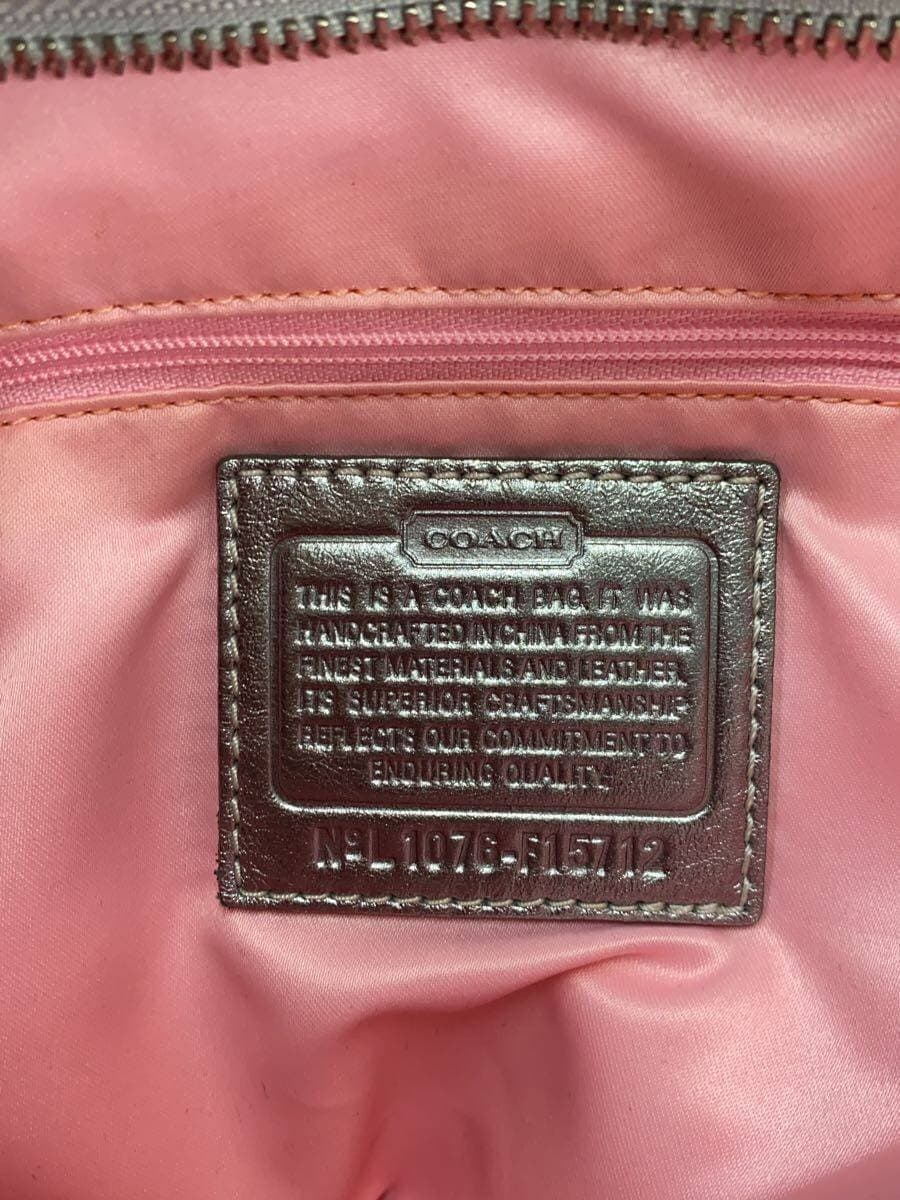 COACH
THIS IS A COACH BAG. IT WAS
HANDCRAFTED IN CHINA FROM THE
FINEST MATERIALS AND LEATHER.
IT'S SUPERIOR CRAFTSMANSHIP
REFLECTS OUR COMMITMENT TO
ENDURING QUALITY.
Nº L1076-F15712